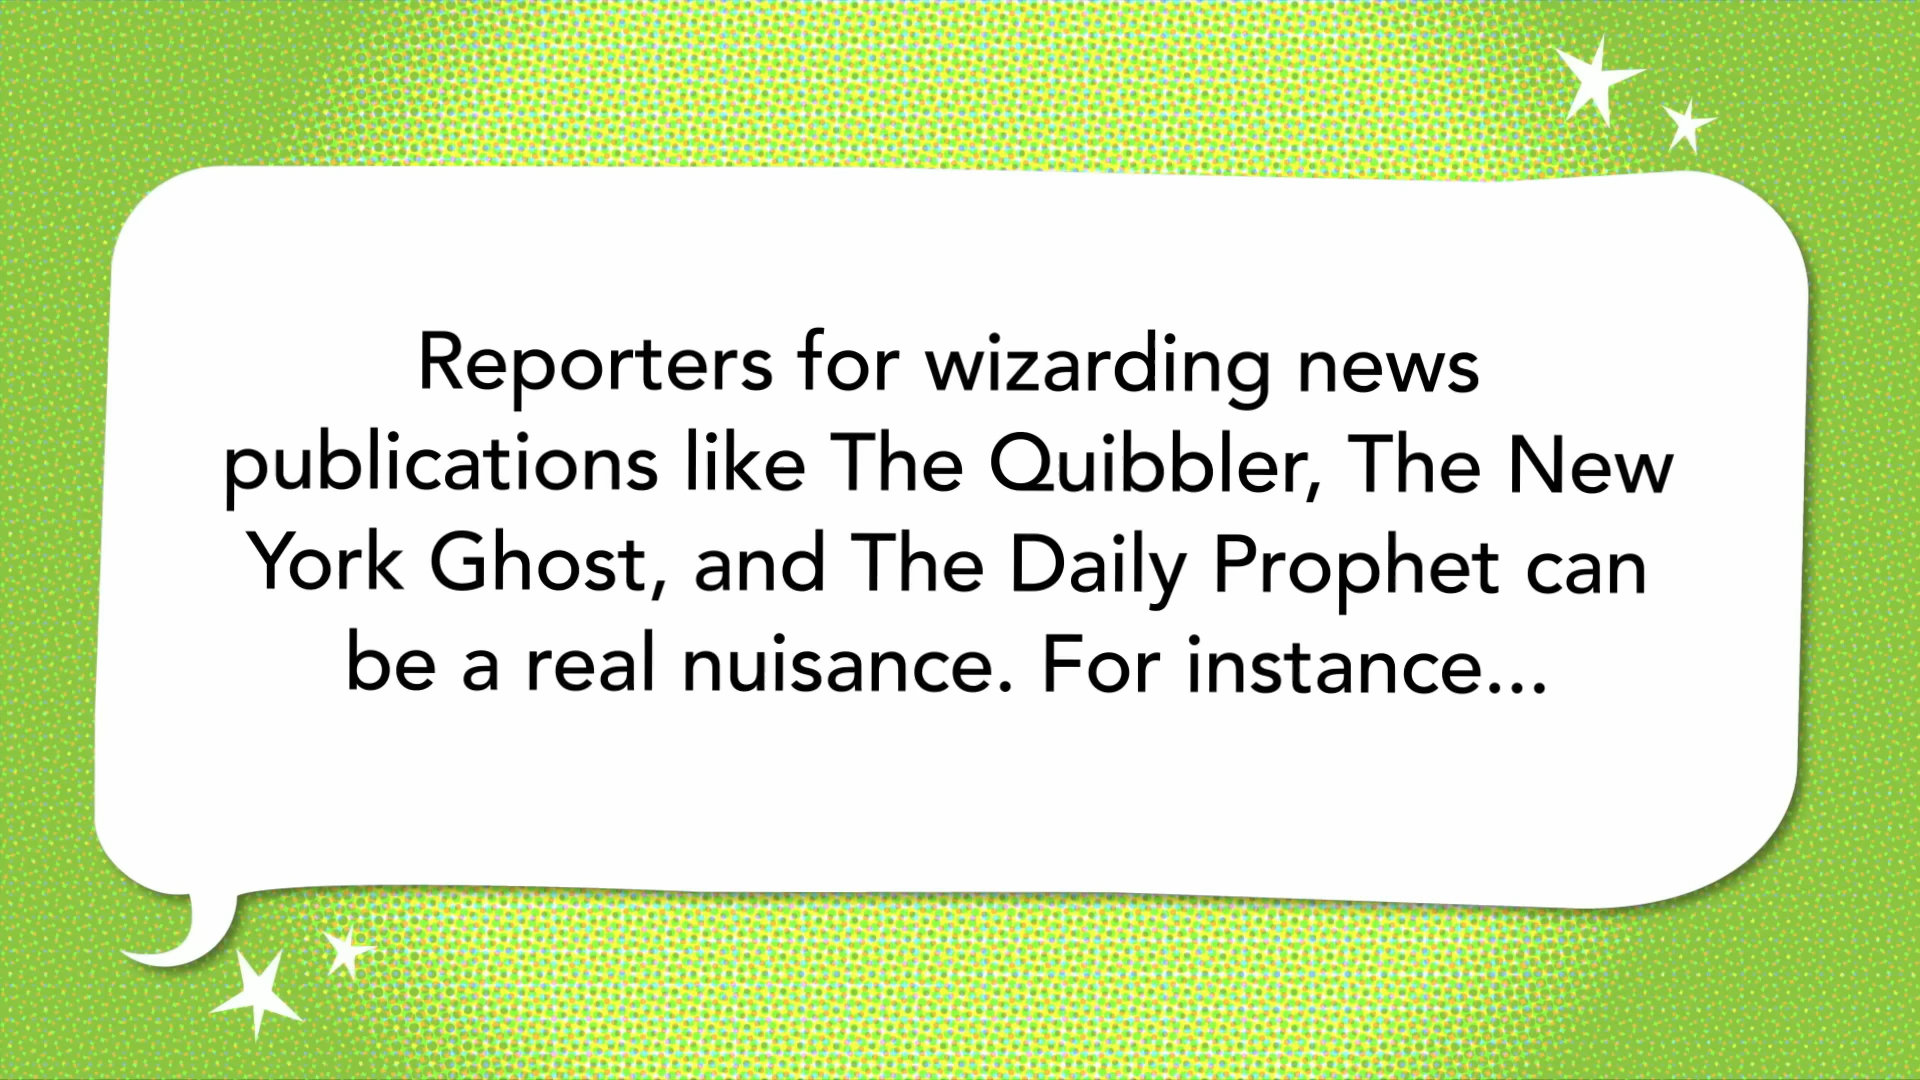 Reporters for wizarding news
publications like The Quibbler, The New
York Ghost, and The Daily Prophet can
be a real nuisance. For instance...